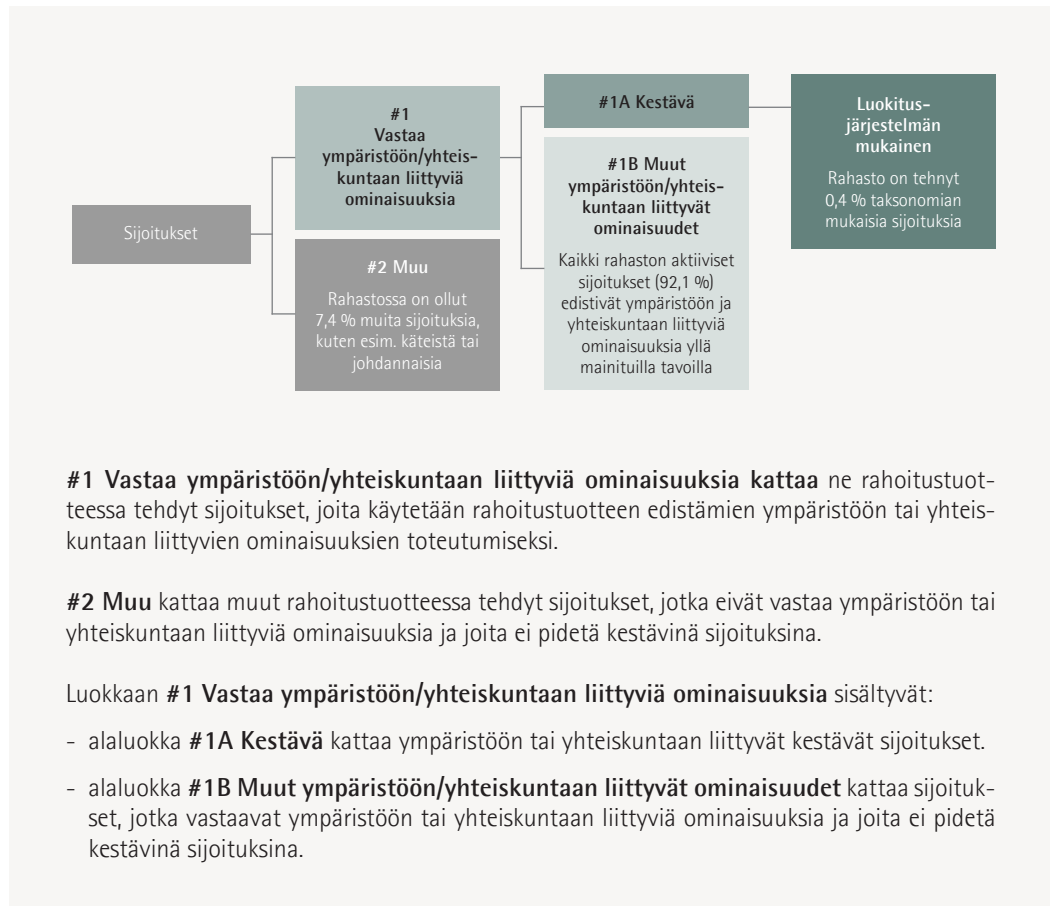 Sijoitukset
#1
Vastaa
ympäristöön/yhteis-
kuntaan liittyviä
ominaisuuksia
#2 Muu
Rahastossa on ollut
7,4 % muita sijoituksia,
kuten esim. käteistä tai
johdannaisia
#1A Kestävä
#1B Muut
ympäristöön/yhteis-
kuntaan liittyvät
ominaisuudet
Kaikki rahaston aktiiviset
sijoitukset (92,1 %)
edistivät ympäristöön ja
yhteiskuntaan liittyviä
ominaisuuksia yllä
mainituilla tavoilla
Luokitus-
järjestelmän
mukainen
Rahasto on tehnyt
0,4 % taksonomian
mukaisia sijoituksia
#1 Vastaa ympäristöön/yhteiskuntaan liittyviä ominaisuuksia kattaa ne rahoitustuot-
teessa tehdyt sijoitukset, joita käytetään rahoitustuotteen edistämien ympäristöön tai yhteis-
kuntaan liittyvien ominaisuuksien toteutumiseksi.
#2 Muu kattaa muut rahoitustuotteessa tehdyt sijoitukset, jotka eivät vastaa ympäristöön tai
yhteiskuntaan liittyviä ominaisuuksia ja joita ei pidetä kestävinä sijoituksina.
Luokkaan #1 Vastaa ympäristöön/yhteiskuntaan liittyviä ominaisuuksia sisältyvät:
- alaluokka #1A Kestävä kattaa ympäristöön tai yhteiskuntaan liittyvät kestävät sijoitukset.
- alaluokka #1B Muut ympäristöön/yhteiskuntaan liittyvät ominaisuudet kattaa sijoituk-
set, jotka vastaavat ympäristöön tai yhteiskuntaan liittyviä ominaisuuksia ja joita ei pidetä
kestävinä sijoituksina.